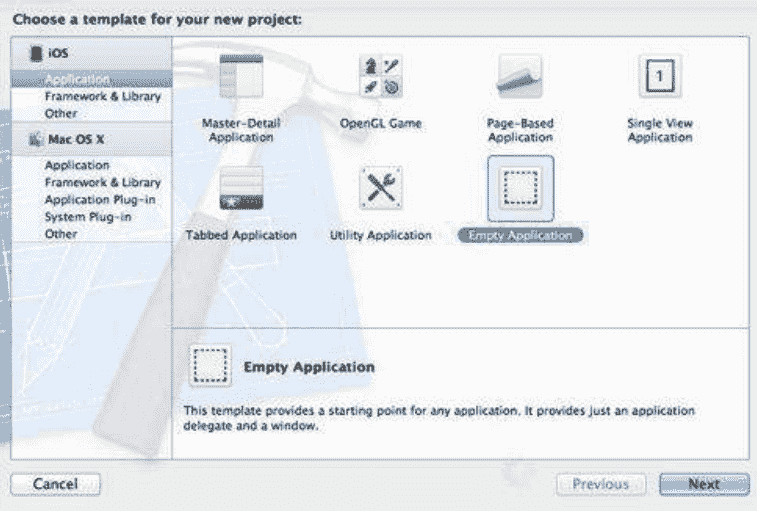 Choose a template for your new project:
iOS
Application
Framework & Library
Other
Mac OS X
Application
Framework & Library
Application Plug-in
System Plug-in
Other
Master-Detail
Application
OpenGL Game
Page-Based
Application
1
Single View
Application
Tabbed Application
Utility Application
Empty Application
Empty Application
This template provides a starting point for any application. It provides just an application
delegate and a window.
Cancel
Previous
Next